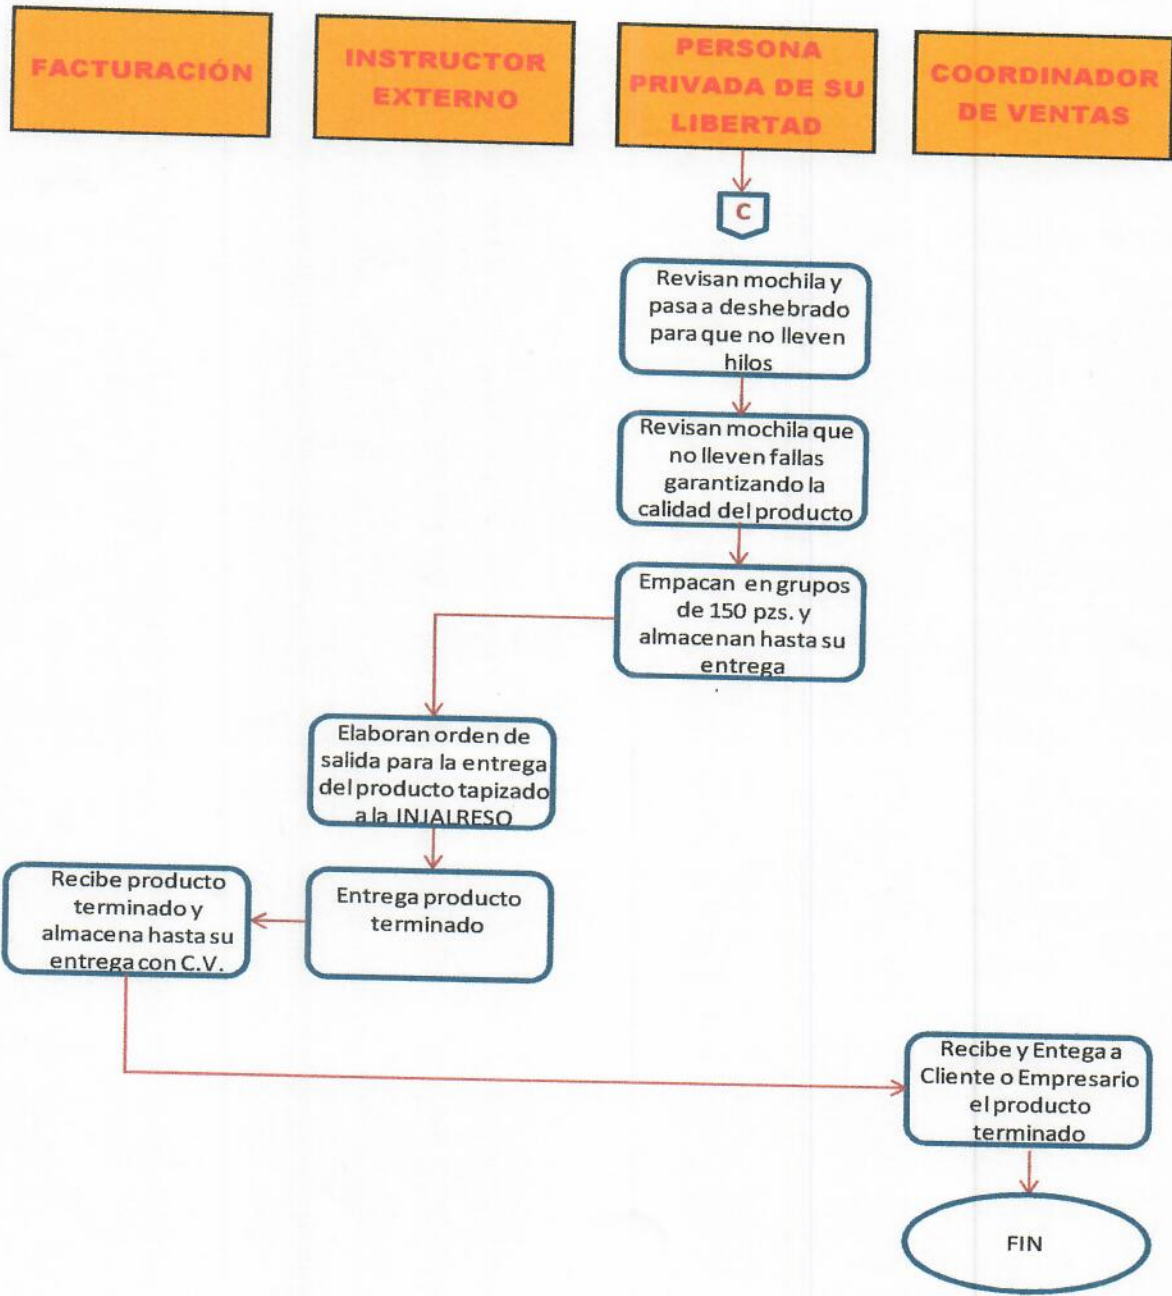 FACTURACIÓN
INSTRUCTOR
EXTERNO
PERSONA
PRIVADA DE SU
LIBERTAD
COORDINADOR
DE VENTAS
C
Revisan mochila y
pasa a deshebrado
para que no lleven
hilos
Revisan mochila que
no lleven fallas
garantizando la
calidad del producto
Empacan en grupos
de 150 pzs. y
almacenan hasta su
entrega
Elaboran orden de
salida para la entrega
del producto tapizado
a la INJALRESO
Entrega producto
terminado
Recibe producto
terminado y
almacena hasta su
entrega con C.V.
Recibe y Entega a
Cliente o Empresario
el producto
terminado
FIN